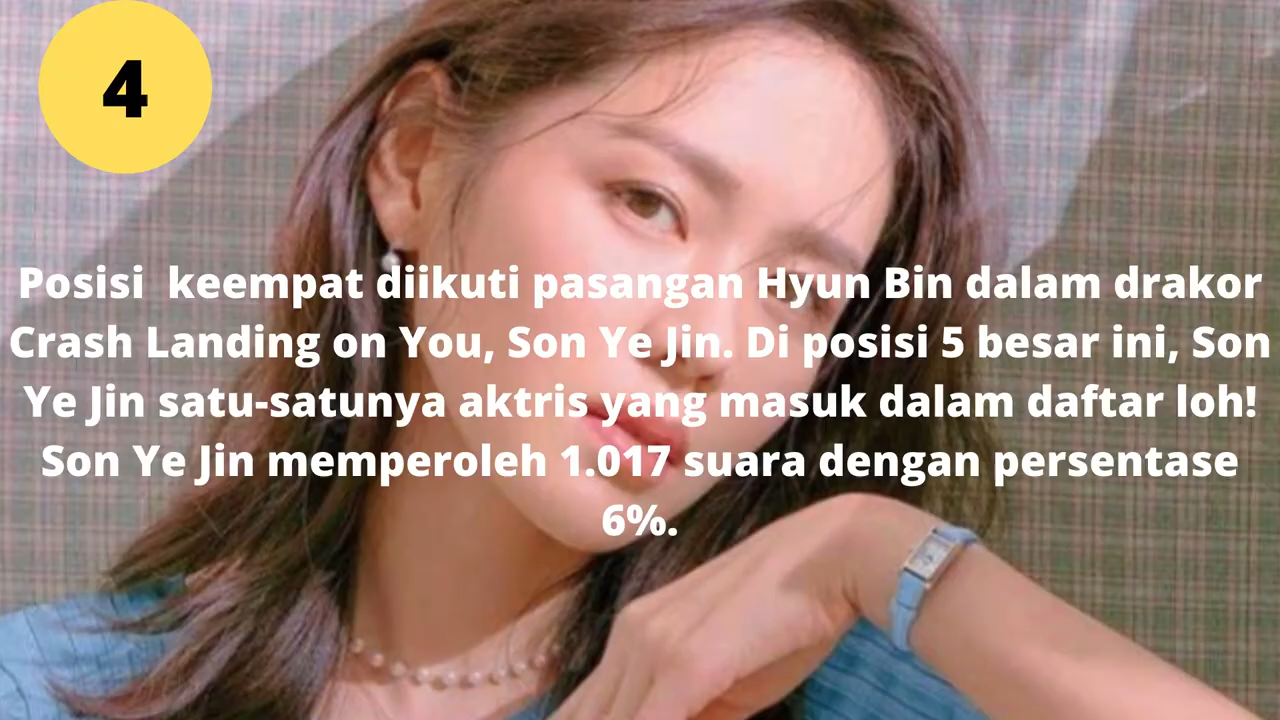 4
Posisi  keempat diikuti pasangan Hyun Bin dalam drakor
Crash Landing on You, Son Ye Jin. Di posisi 5 besar ini, Son
Ye Jin satu-satunya aktris yang masuk dalam daftar loh!
Son Ye Jin memperoleh 1.017 suara dengan persentase
6%.